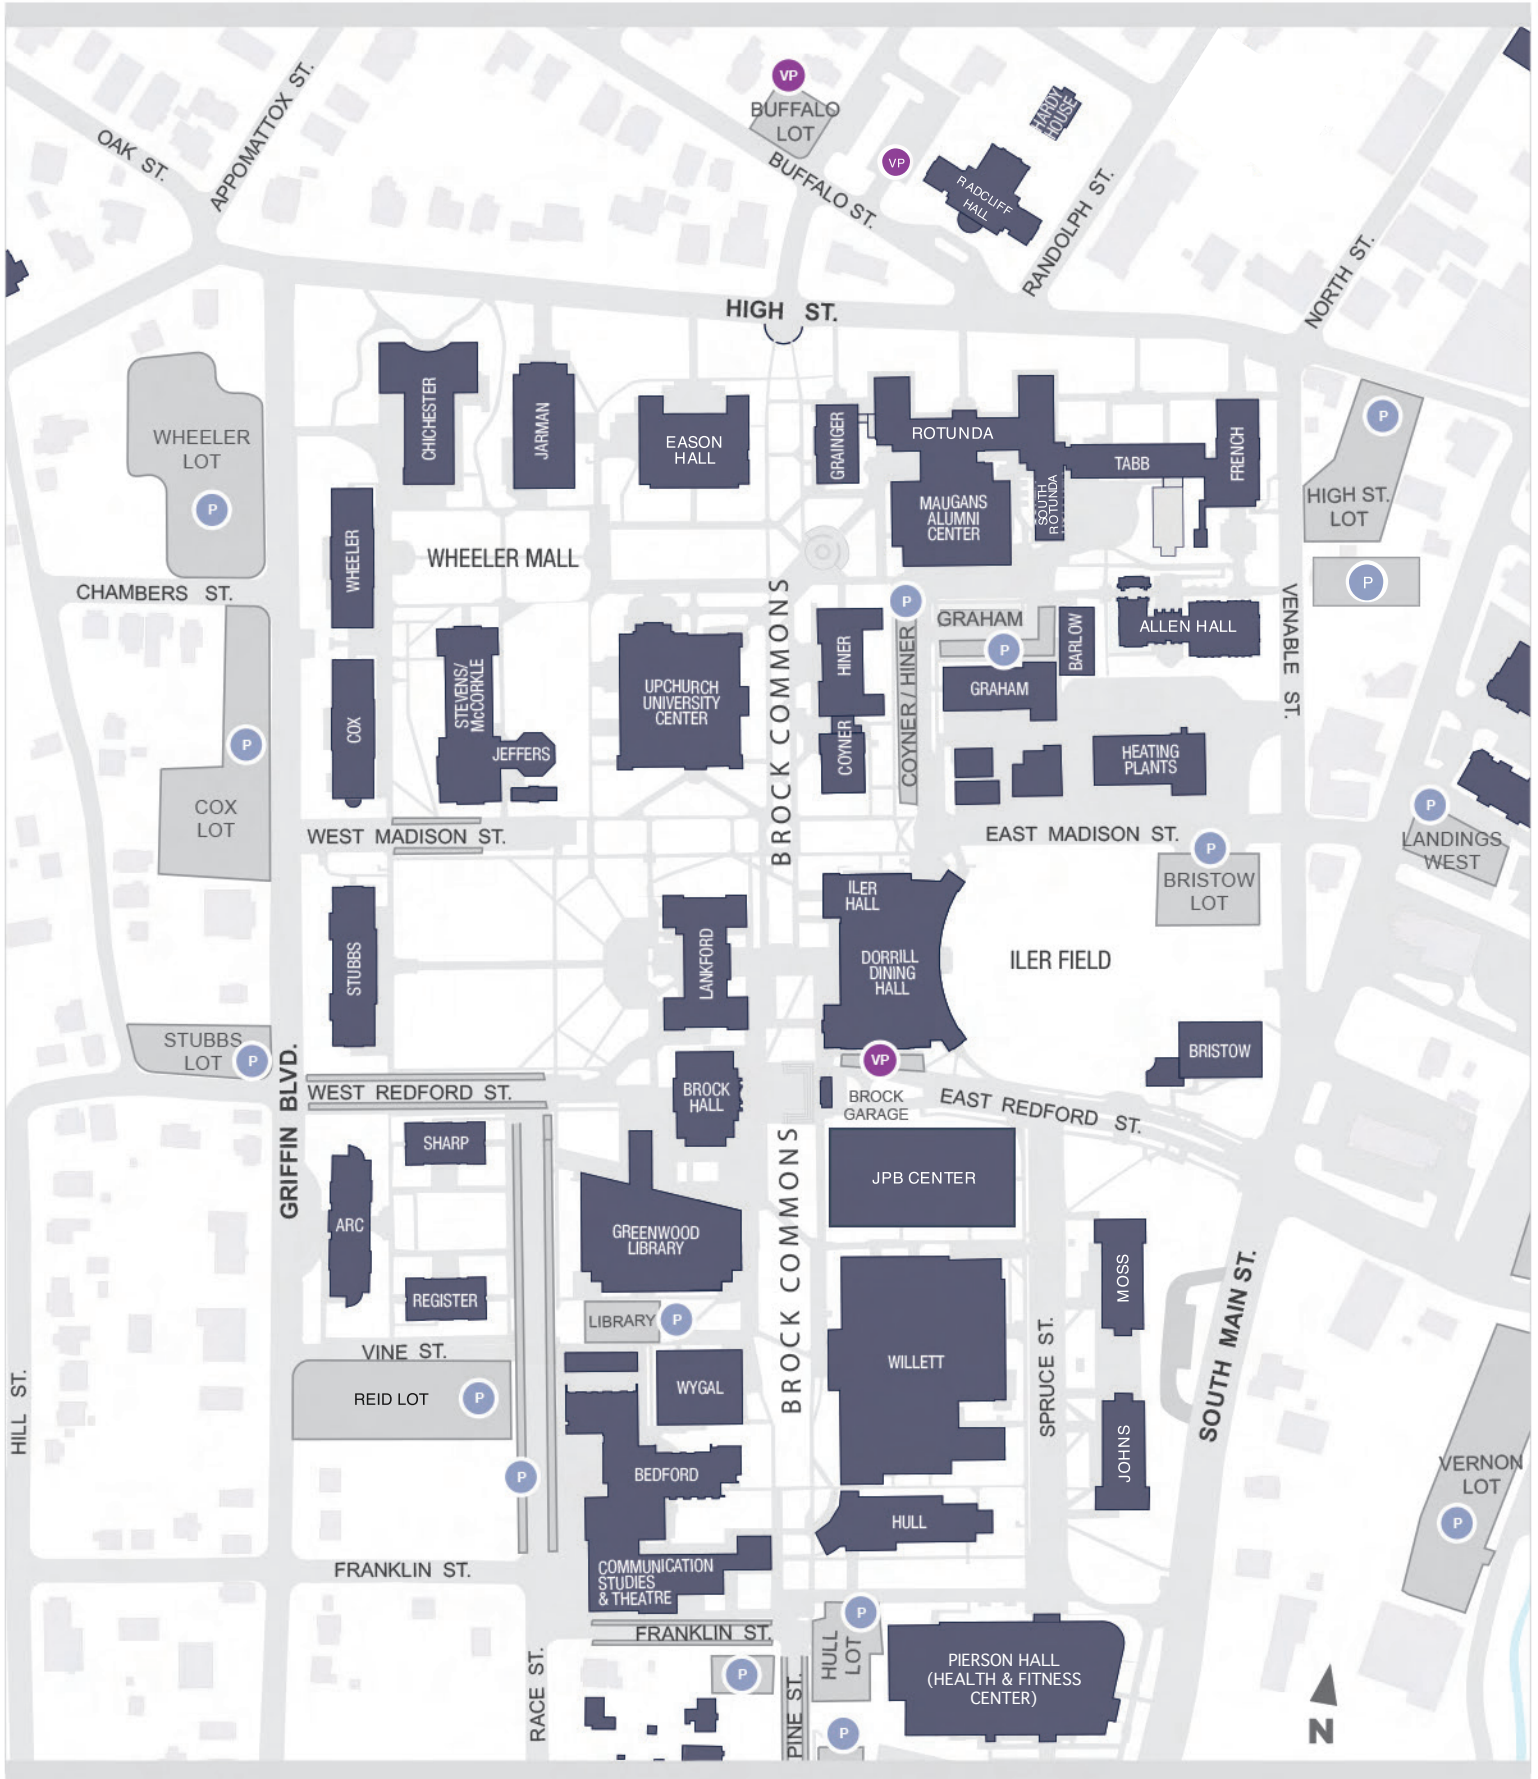 VP
BUFFALO
LOT
HARDY
HOUSE
OAK ST.
APPOMATTOX ST.
BUFFALO ST.
VP
RADCLIFF
HALL
RANDOLPH ST.
NORTH ST.
HIGH ST.
CHICHESTER
JARMAN
EASON
HALL
GRAINGER
ROTUNDA
TABB
FRENCH
P
WHEELER
LOT
P
MAUGANS
ALUMNI
CENTER
SOUTH
ROTUNDA
HIGH ST.
LOT
WHEELER
WHEELER MALL
P
CHAMBERS ST.
BROCK COMMONS
P
GRAHAM
P
BARLOW
ALLEN HALL
VENABLE ST.
STEVENS/
McCORKLE
UPCHURCH
UNIVERSITY
CENTER
HINER
COYNER / HINER
GRAHAM
COX
JEFFERS
COYNER
HEATING
PLANTS
P
COX
LOT
P
LANDINGS
WEST
WEST MADISON ST.
EAST MADISON ST.
P
BRISTOW
LOT
ILER
HALL
STUBBS
LANKFORD
DORRILL
DINING
HALL
ILER FIELD
STUBBS
LOT
P
GRIFFIN BLVD.
BRISTOW
VP
WEST REDFORD ST.
BROCK
HALL
BROCK
GARAGE
EAST REDFORD ST.
SHARP
BROCK COMMONS
JPB CENTER
ARC
GREENWOOD
LIBRARY
MOSS
REGISTER
LIBRARY
P
SOUTH MAIN ST.
VINE ST.
WILLETT
SPRUCE ST.
HILL ST.
REID LOT
P
WYGAL
JOHNS
P
BEDFORD
VERNON
LOT
P
HULL
COMMUNICATION
STUDIES
& THEATRE
FRANKLIN ST.
FRANKLIN ST.
P
HULL
LOT
PIERSON HALL
(HEALTH & FITNESS
CENTER)
P
RACE ST.
PINE ST.
P
N